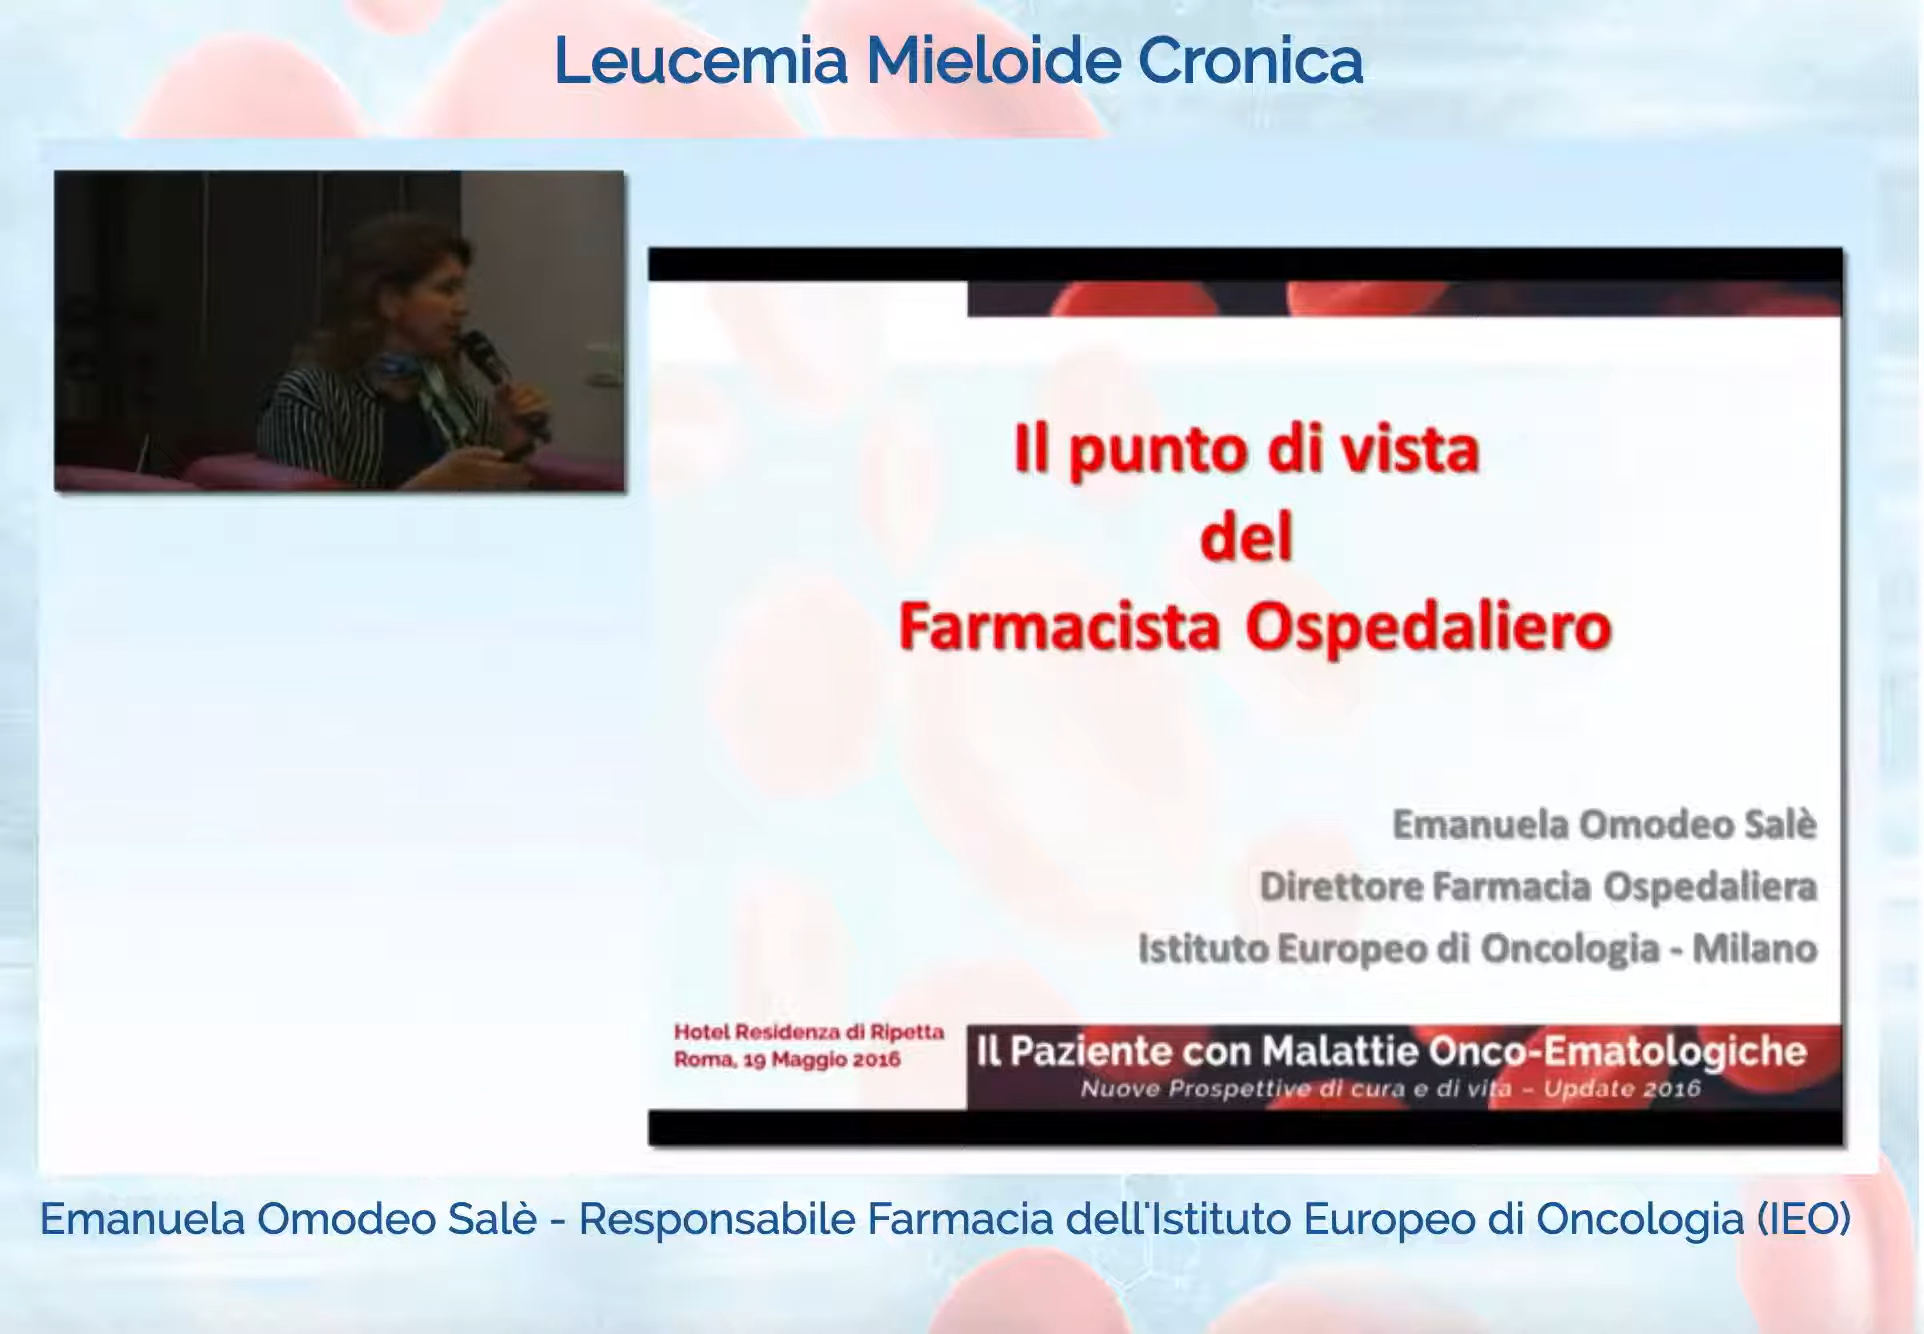 Leucemia Mieloide Cronica
Il punto di vista
del
Farmacista Ospedaliero
Emanuela Omodeo Salè
Direttore Farmacia Ospedaliera
Istituto Europeo di Oncologia - Milano
Hotel Residenza di Ripetta
Roma, 19 Maggio 2016
Il Paziente con Malattie Onco-Ematologiche
Nuove Prospettive di cura e di vita – Update 2016
Emanuela Omodeo Salè - Responsabile Farmacia dell'Istituto Europeo di Oncologia (IEO)